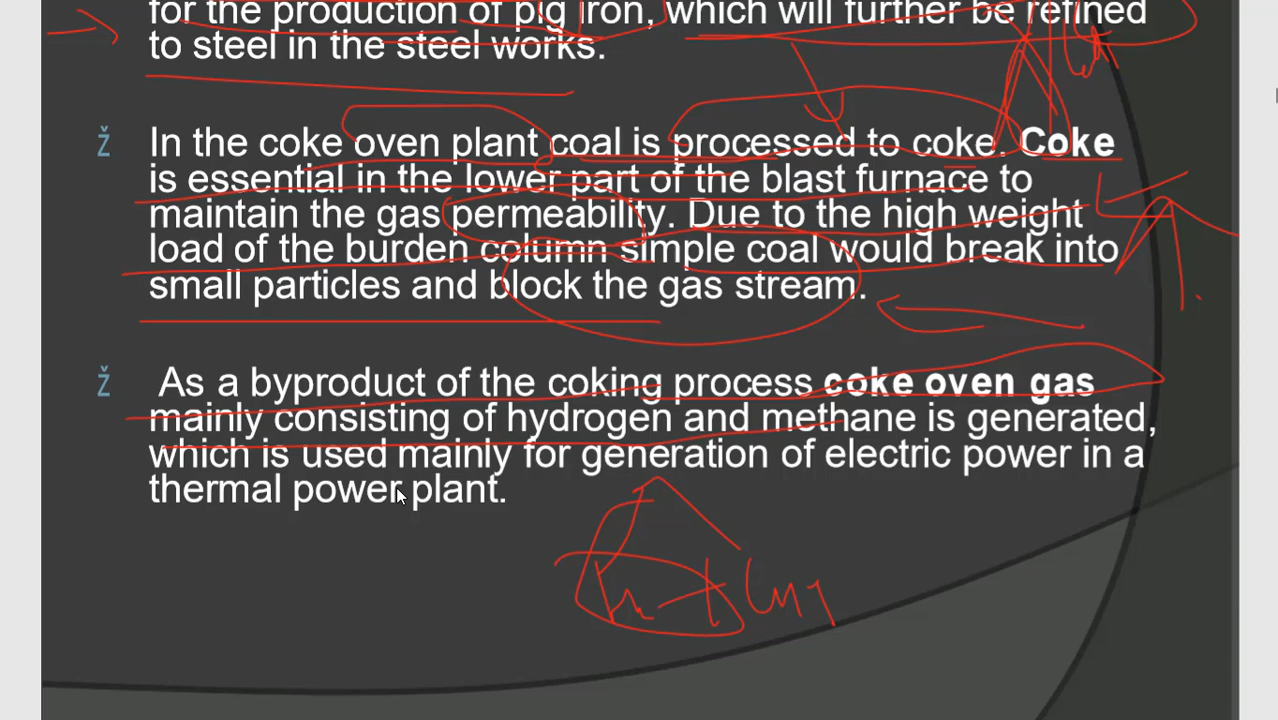 for the production of pig iron, which will further be refined
to steel in the steel works.
ž In the coke oven plant coal is processed to coke. Coke
is essential in the lower part of the blast furnace to
maintain the gas permeability. Due to the high weight
load of the burden column simple coal would break into
small particles and block the gas stream.
ž As a byproduct of the coking process coke oven gas
mainly consisting of hydrogen and methane is generated,
which is used mainly for generation of electric power in a
thermal power plant.